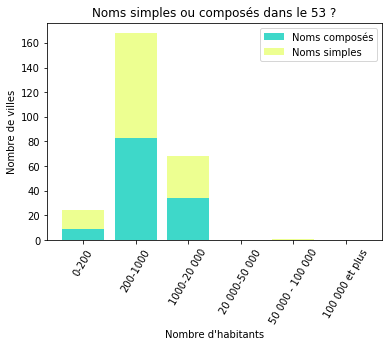 Noms simples ou composés dans le 53 ?
Noms composés
Noms simples
Nombre de villes
160
140
120
100
80
60
40
20
0
0-200
200-1000
1000-20 000
20 000-50 000
50 000 - 100 000
100 000 et plus
Nombre d'habitants